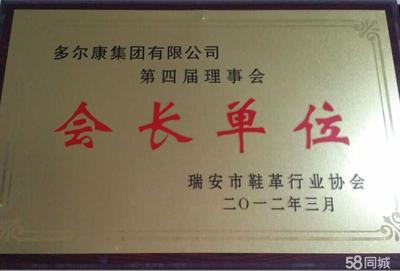 多尔康集团有限公司
第四届理事会
会长单位
瑞安市鞋革行业协会
二〇一二年三月
58同城